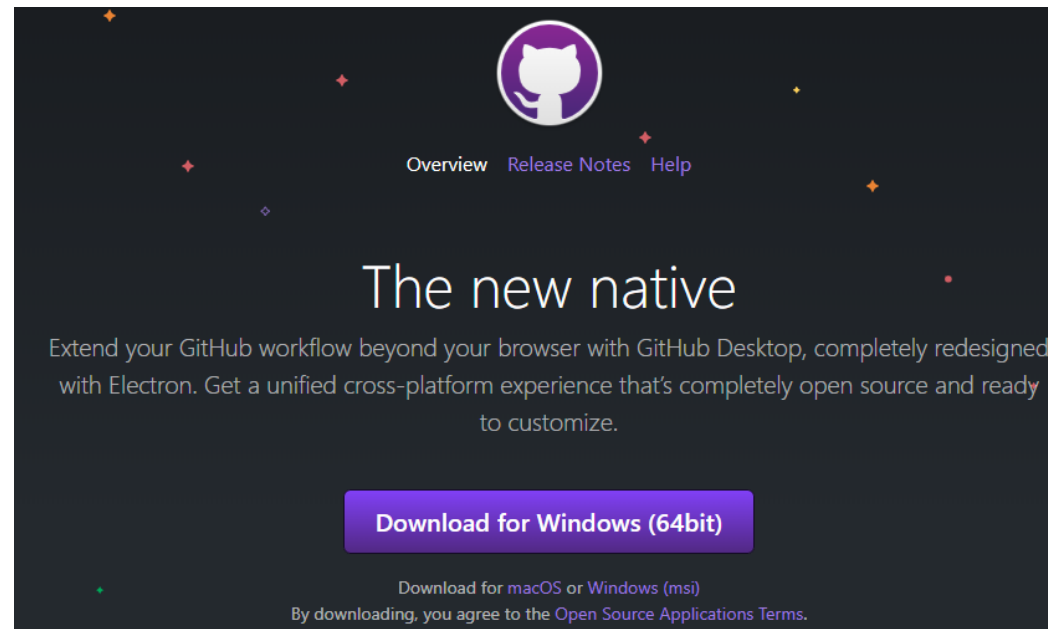 Overview Release Notes Help
The new native
Extend your GitHub workflow beyond your browser with GitHub Desktop, completely redesigned
with Electron. Get a unified cross-platform experience that's completely open source and ready
to customize.
Download for Windows (64bit)
Download for macOS or Windows (msi)
By downloading, you agree to the Open Source Applications Terms.